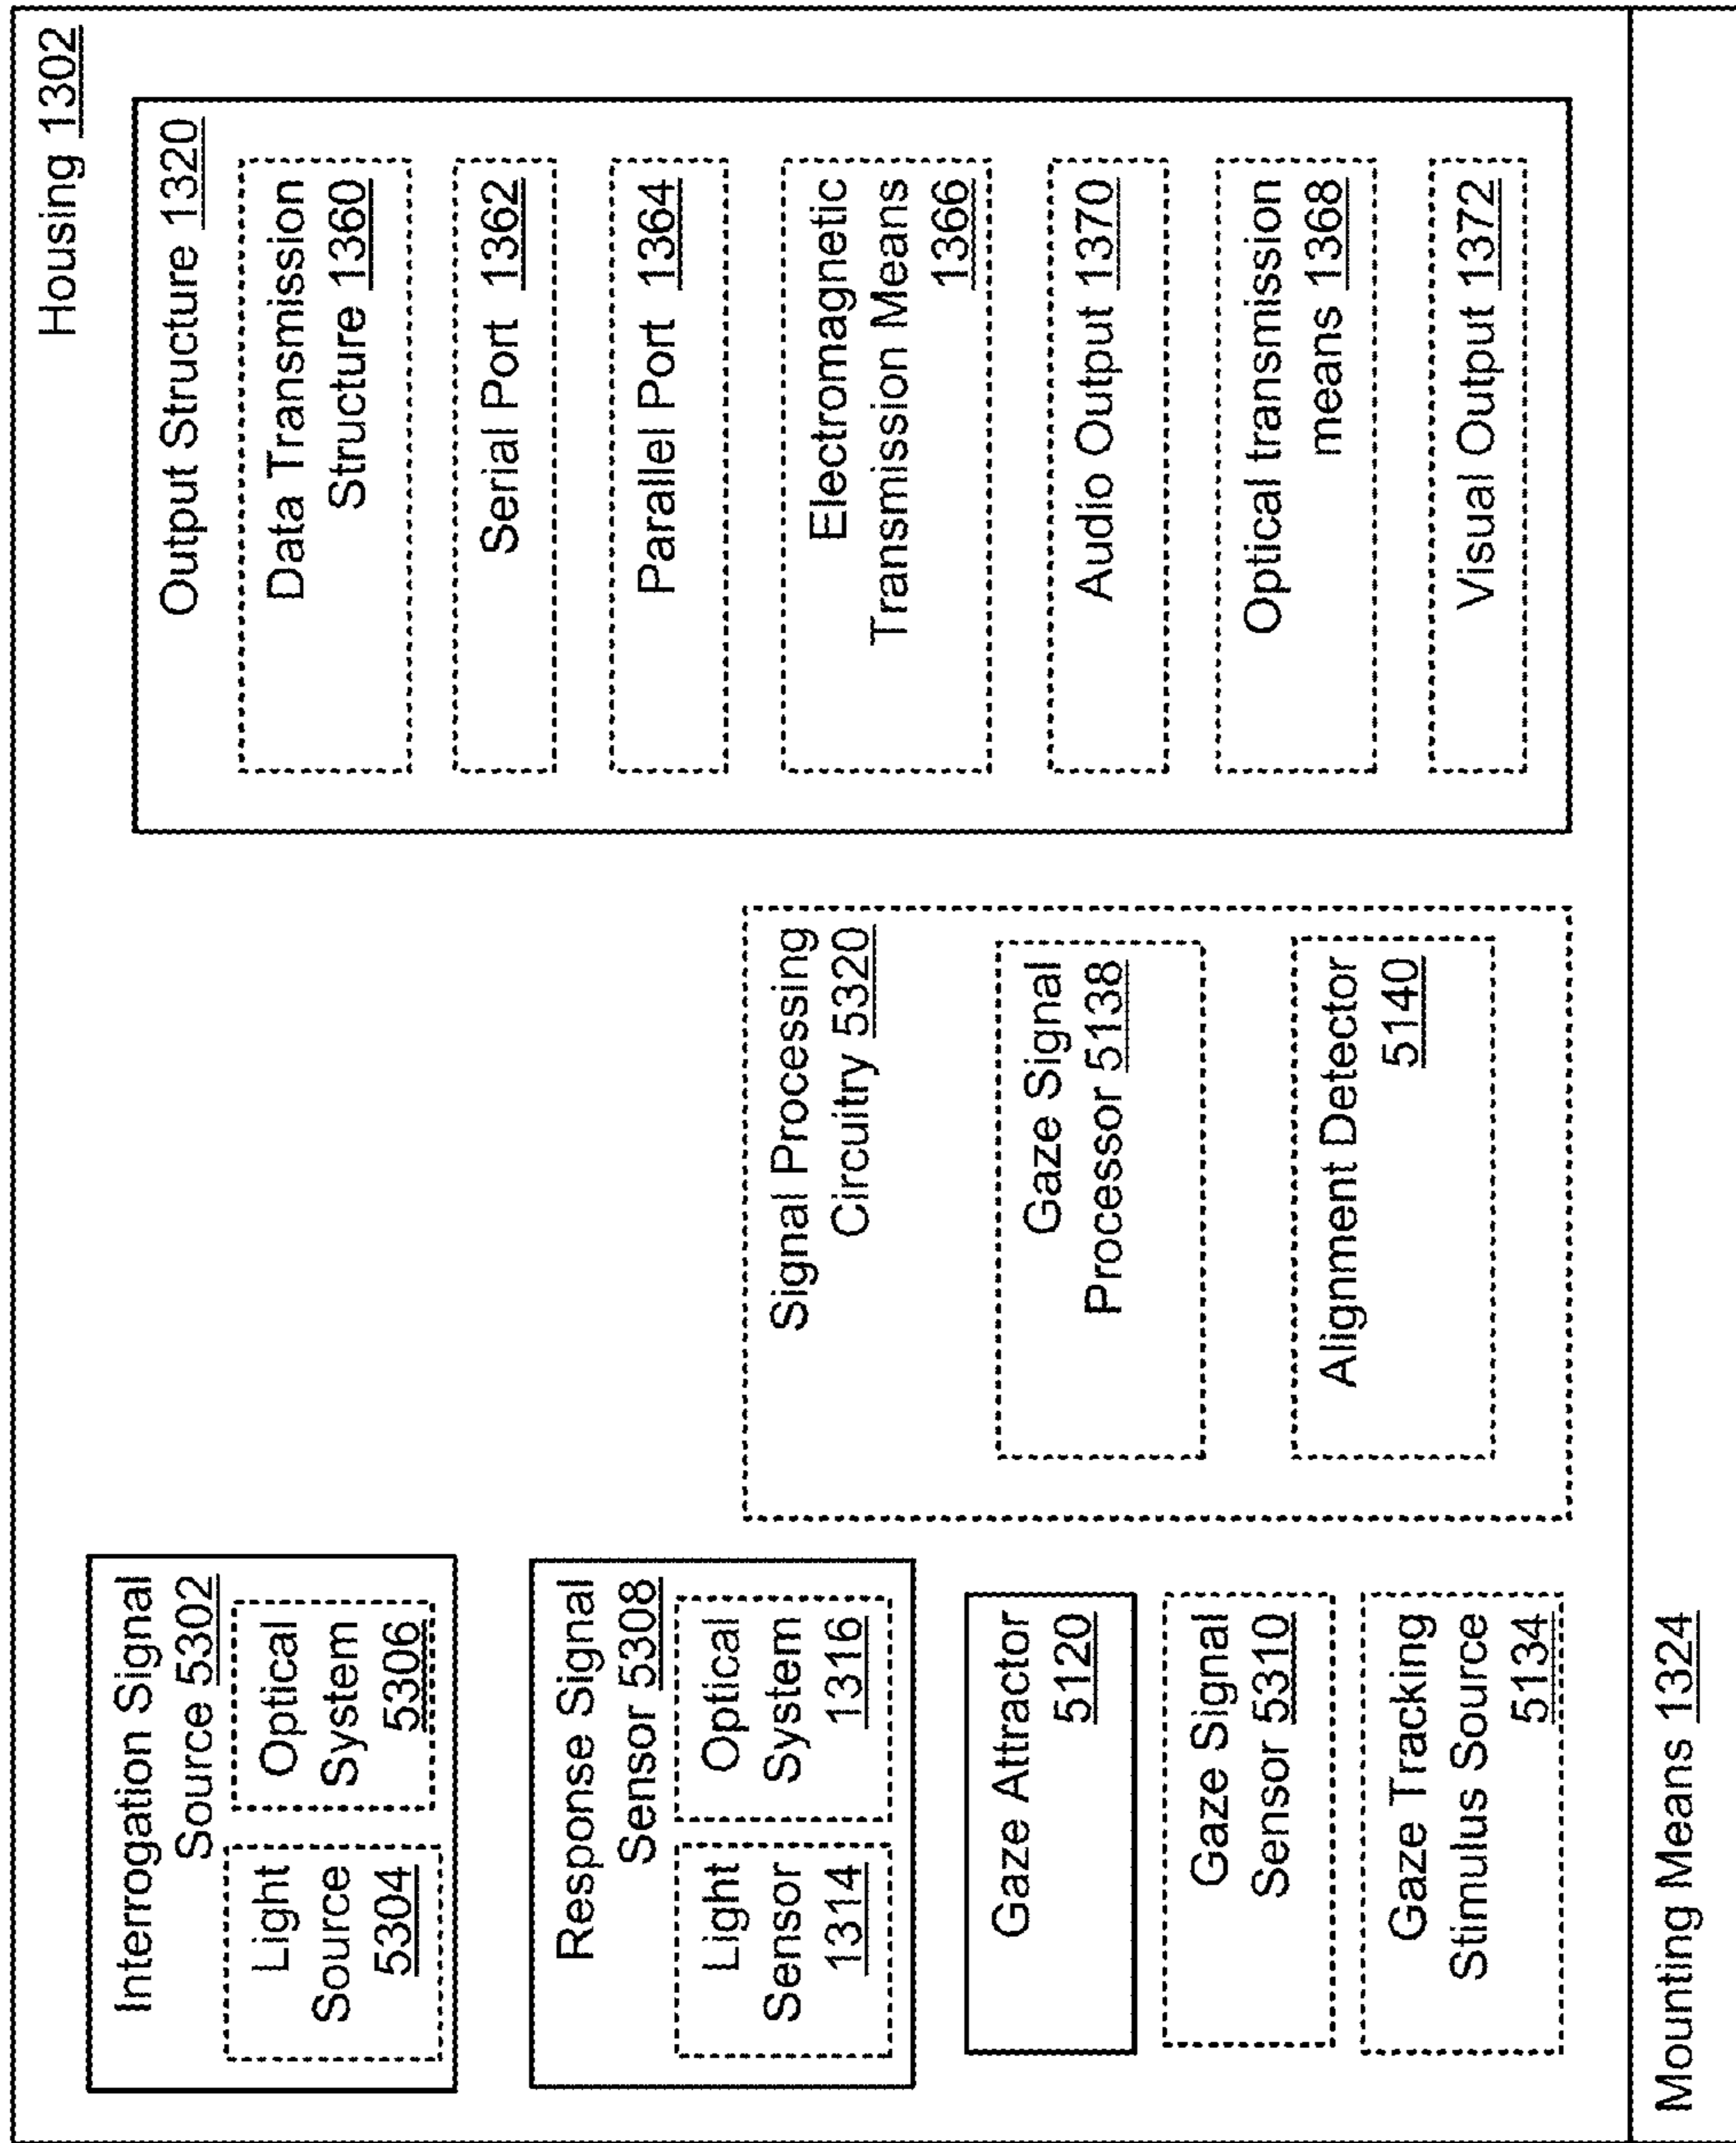 Housing 1302
Interrogation Signal
Source 5302
Light
Source
5304
Optical
System
5306
Response Signal
Sensor 5308
Light
Sensor
1314
Optical
System
1316
Gaze Attractor
5120
Gaze Signal
Sensor 5310
Gaze Tracking
Stimulus Source
5134
Signal Processing
Circuitry 5320
Gaze Signal
Processor 5138
Alignment Detector
5140
Output Structure 1320
Data Transmission
Structure 1360
Serial Port 1362
Parallel Port 1364
Electromagnetic
Transmission Means
1366
Audio Output 1370
Optical transmission
means 1368
Visual Output 1372
Mounting Means 1324